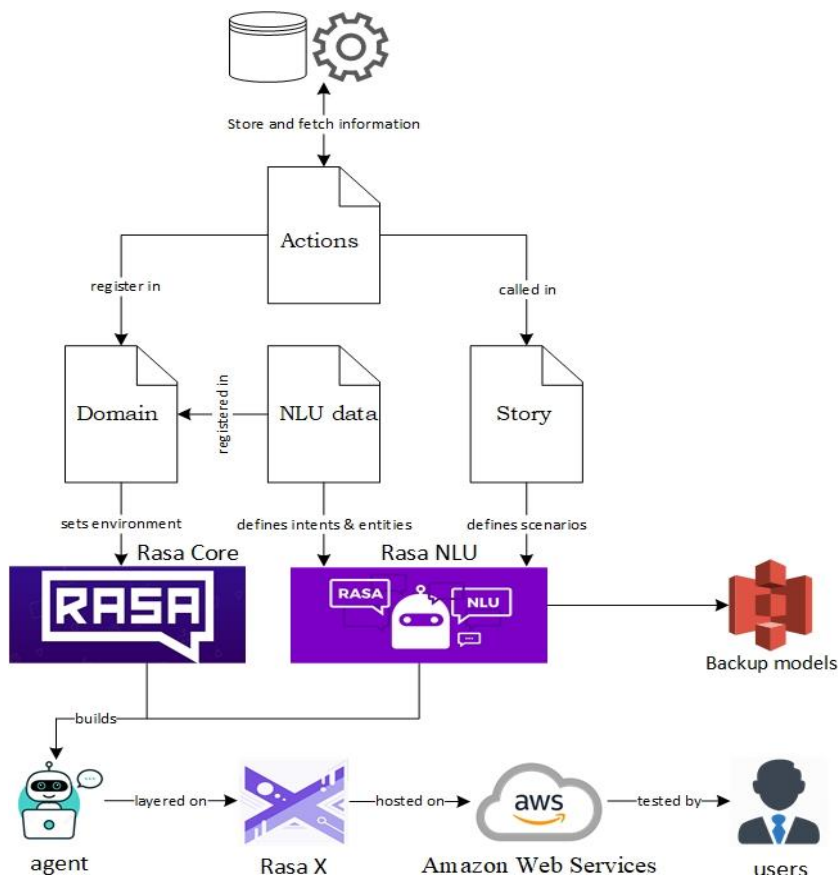 Store and fetch information
Actions
register in
called in
Domain
registered in
NLU data
Story
sets environment
defines intents & entities
defines scenarios
Rasa Core
Rasa NLU
RASA
RASA
NLU
Backup models
builds
layered on
hosted on
aws
tested by
agent
Rasa X
Amazon Web Services
users